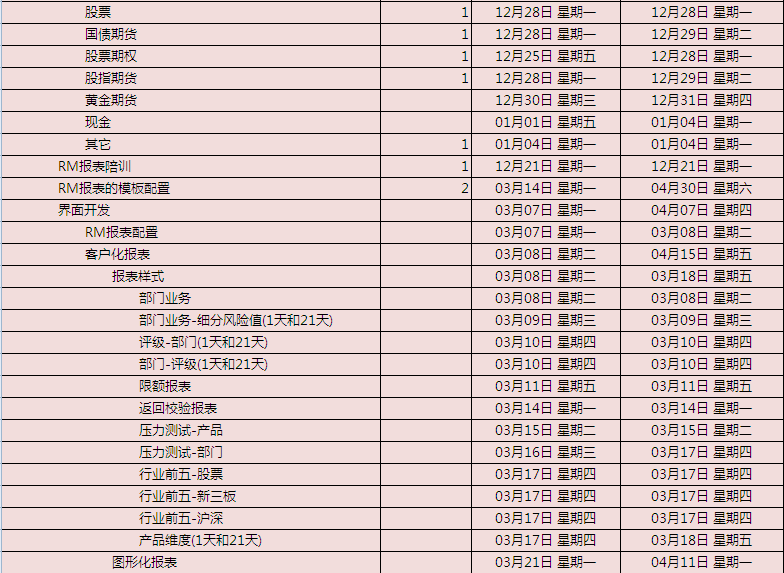 股票 1 12月28日 星期一 12月28日 星期一
国债期货 1 12月28日 星期一 12月29日 星期二
股票期权 1 12月25日 星期五 12月28日 星期一
股指期货 1 12月28日 星期一 12月29日 星期二
黄金期货 12月30日 星期三 12月31日 星期四
现金 01月01日 星期五 01月04日 星期一
其它 1 01月04日 星期一 01月04日 星期一
RM报表培训 1 12月21日 星期一 12月21日 星期一
RM报表的模板配置 2 03月14日 星期一 04月30日 星期六
界面开发 03月07日 星期一 04月07日 星期四
RM报表配置 03月07日 星期一 03月08日 星期二
客户化报表 03月08日 星期二 04月15日 星期五
报表样式 03月08日 星期二 03月18日 星期五
部门业务 03月08日 星期二 03月08日 星期二
部门业务-细分风险值(1天和21天) 03月09日 星期三 03月09日 星期三
评级-部门(1天和21天) 03月10日 星期四 03月10日 星期四
部门-评级(1天和21天) 03月10日 星期四 03月10日 星期四
限额报表 03月11日 星期五 03月11日 星期五
返回校验报表 03月14日 星期一 03月14日 星期一
压力测试-产品 03月15日 星期二 03月15日 星期二
压力测试-部门 03月16日 星期三 03月17日 星期四
行业前五-股票 03月17日 星期四 03月17日 星期四
行业前五-新三板 03月17日 星期四 03月17日 星期四
行业前五-沪深 03月17日 星期四 03月17日 星期四
产品维度(1天和21天) 03月17日 星期四 03月18日 星期五
图形化报表 03月21日 星期一 04月11日 星期一